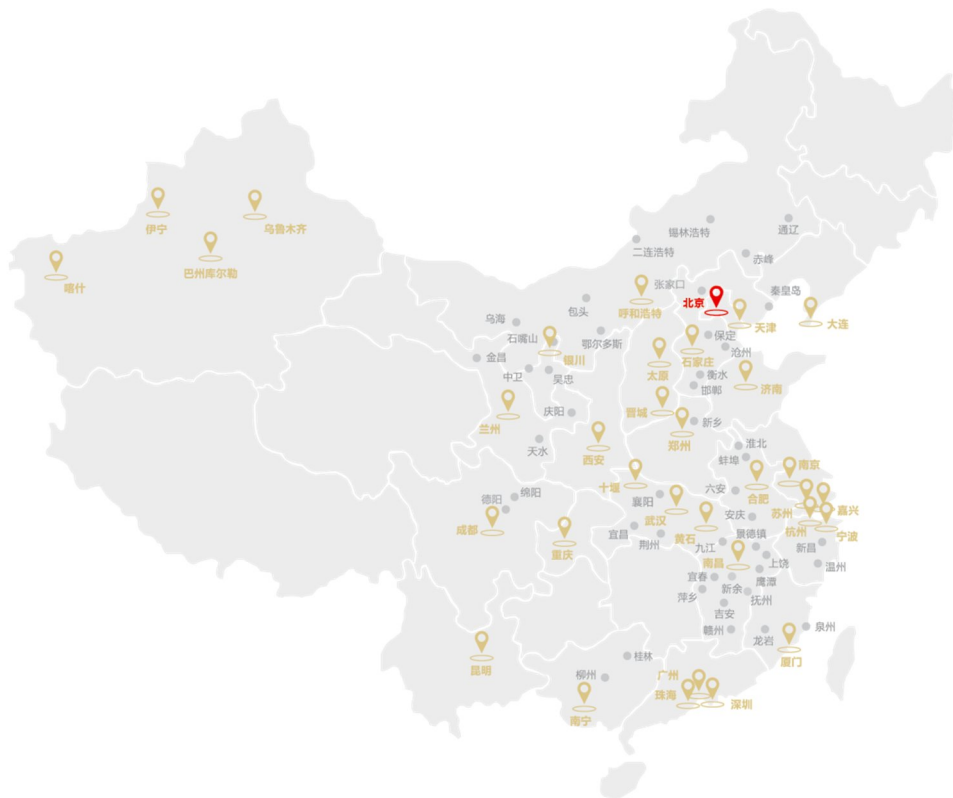 通辽
锡林浩特
伊宁
乌鲁木齐
二连浩特
赤峰
巴州库尔勒
喀什
张家口
秦皇岛
北京
呼和浩特
包头
大连
天津
乌海
保定
石嘴山
鄂尔多斯
沧州
金昌
银川
石家庄
太原
中卫
吴忠
衡水
济南
邯郸
晋城
庆阳
兰州
新乡
郑州
淮北
天水
西安
蚌埠
南京
十堰
六安
合肥
德阳
绵阳
襄阳
苏州
嘉兴
安庆
武汉
成都
宜昌
黄石
杭州
宁波
景德镇
荆州
九江
新昌
重庆
南昌
上饶
温州
宜春
新余
鹰潭
萍乡
抚州
吉安
赣州
龙岩
泉州
桂林
厦门
昆明
柳州
广州
珠海
深圳
南宁